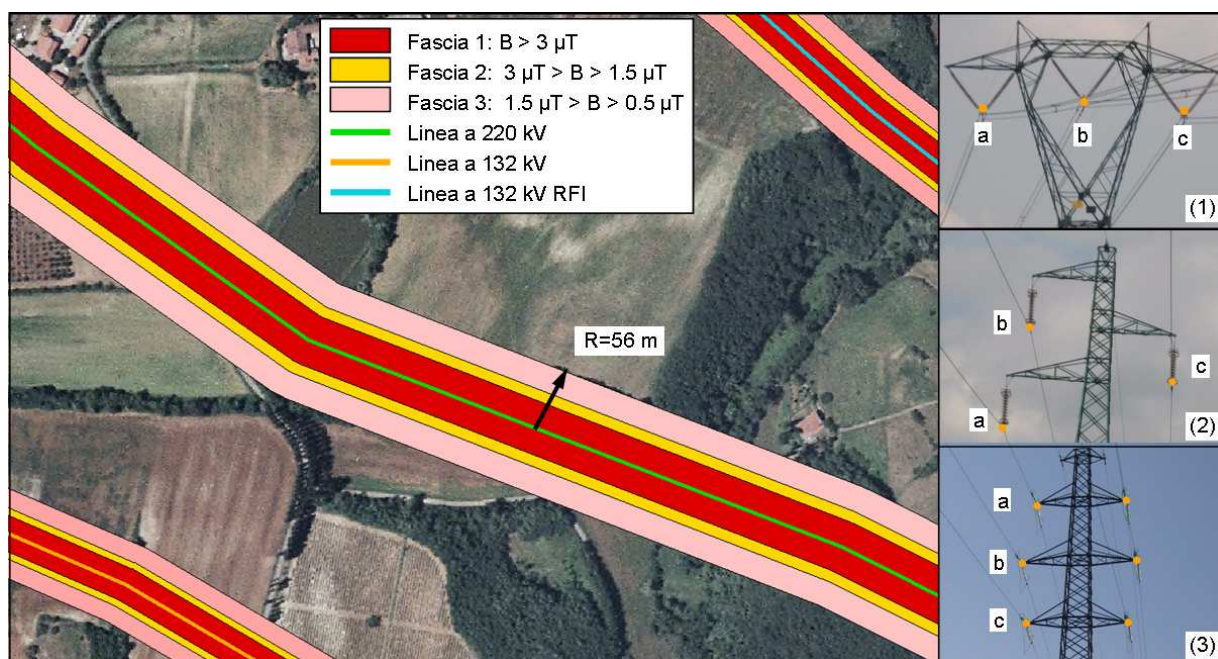 Fascia 1: B > 3 µT
Fascia 2: 3 µT > B > 1.5 µT
Fascia 3: 1.5 µT > B > 0.5 µT
Linea a 220 kV
Linea a 132 kV
Linea a 132 kV RFI
R=56 m
a
b
c
(1)
b
c
a
(2)
a
b
c
(3)